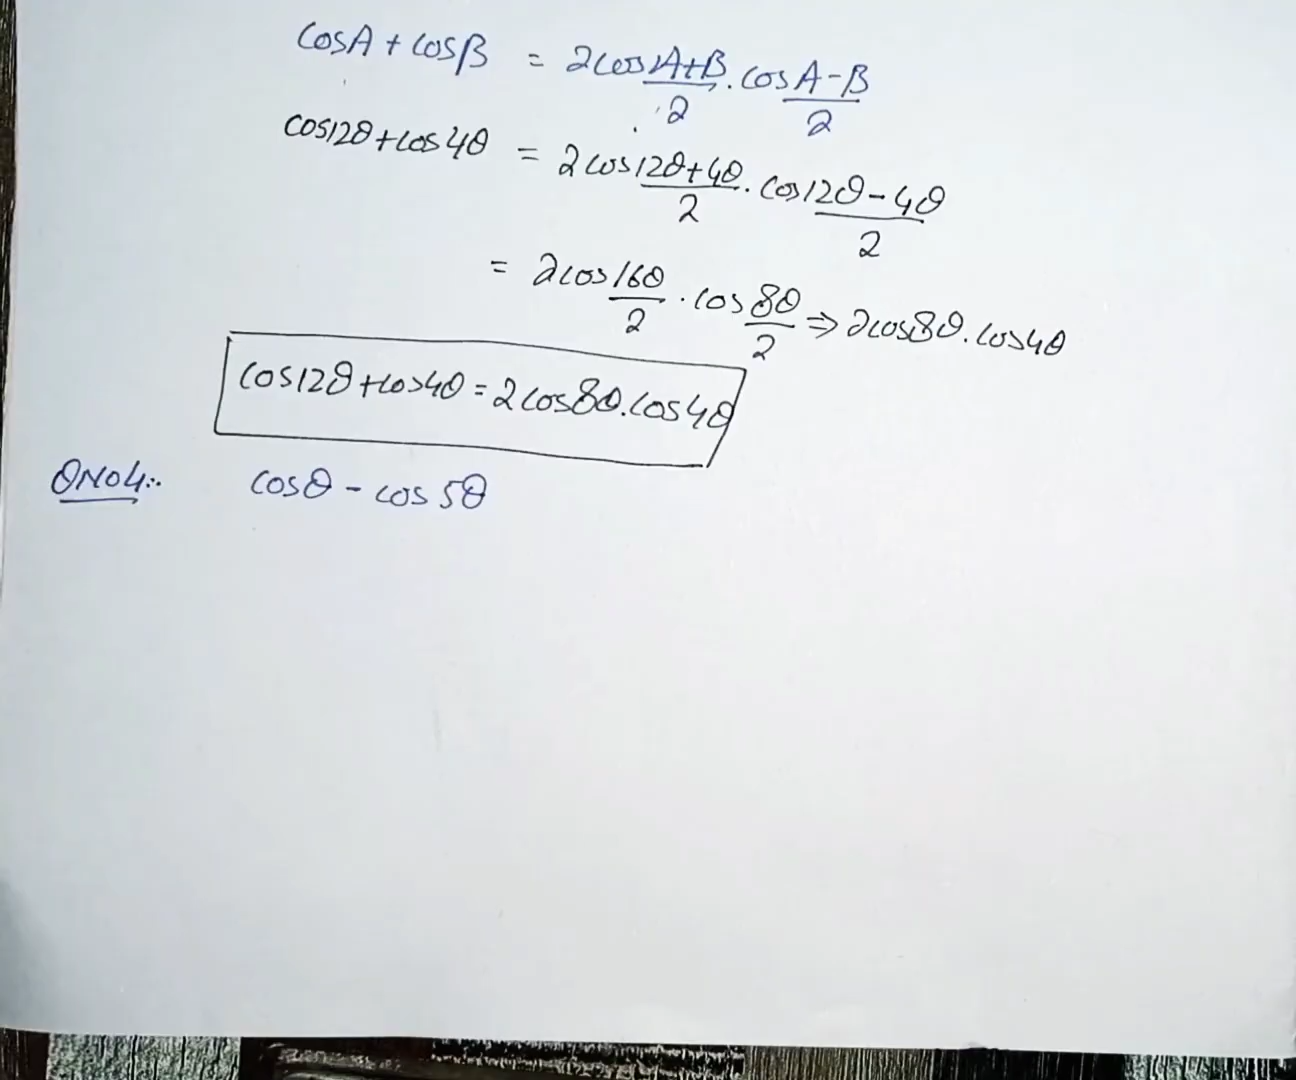 cosA + cosB = 2cos A+B/2 . cos A-B/2
cos12θ + cos4θ = 2cos 12θ+4θ/2 . cos 12θ-4θ/2
= 2cos 16θ/2 . cos 8θ/2 ⇒ 2cos8θ . cos4θ
cos12θ + cos4θ = 2cos8θ . cos4θ
QNo4:. cosθ - cos5θ